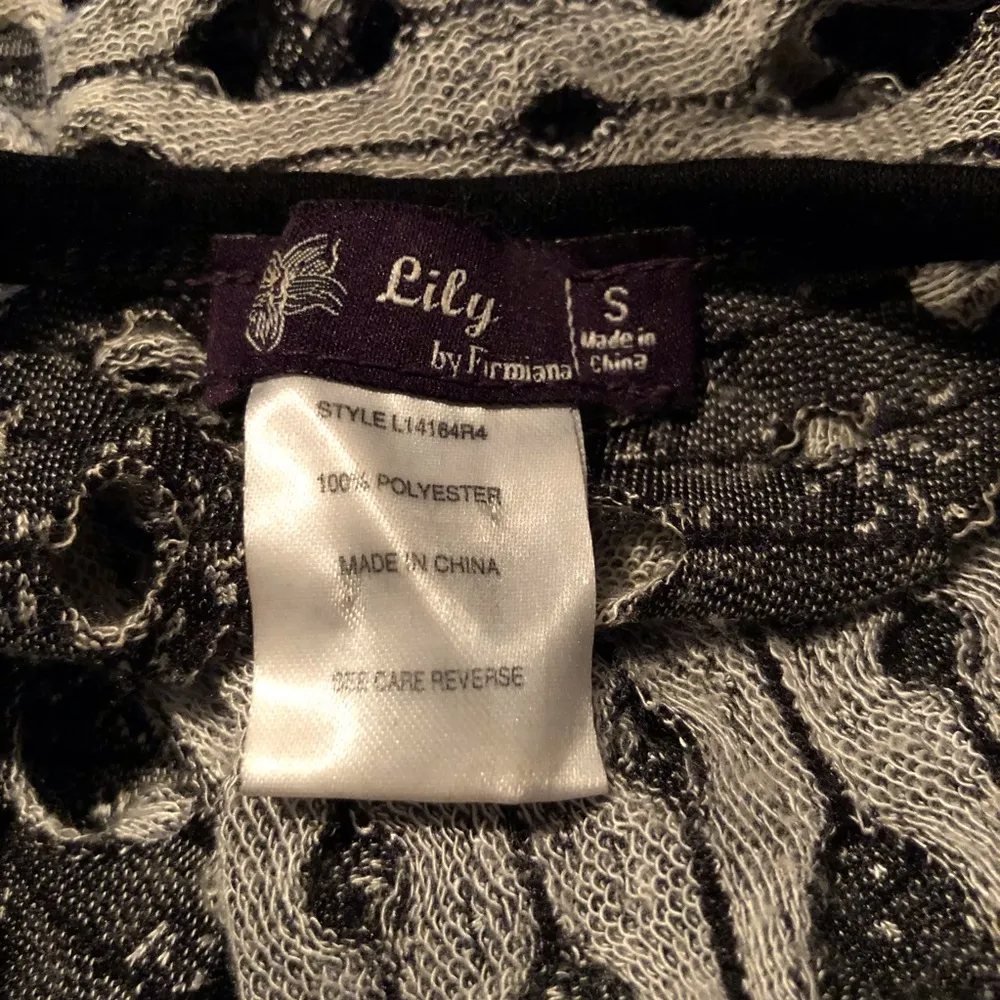 Lily
by Firmiana
S
Made in
China
STYLE L14164R4
100% POLYESTER
MADE IN CHINA
SEE CARE REVERSE